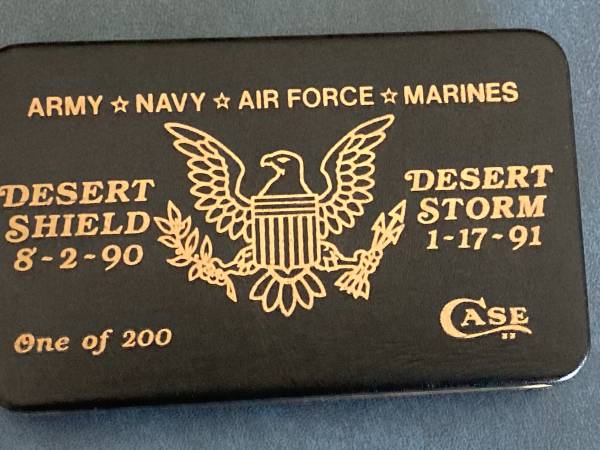 ARMY ☆ NAVY ☆ AIR FORCE ☆ MARINES
DESERT
SHIELD
8-2-90
DESERT
STORM
1-17-91
One of 200
CASE
XX